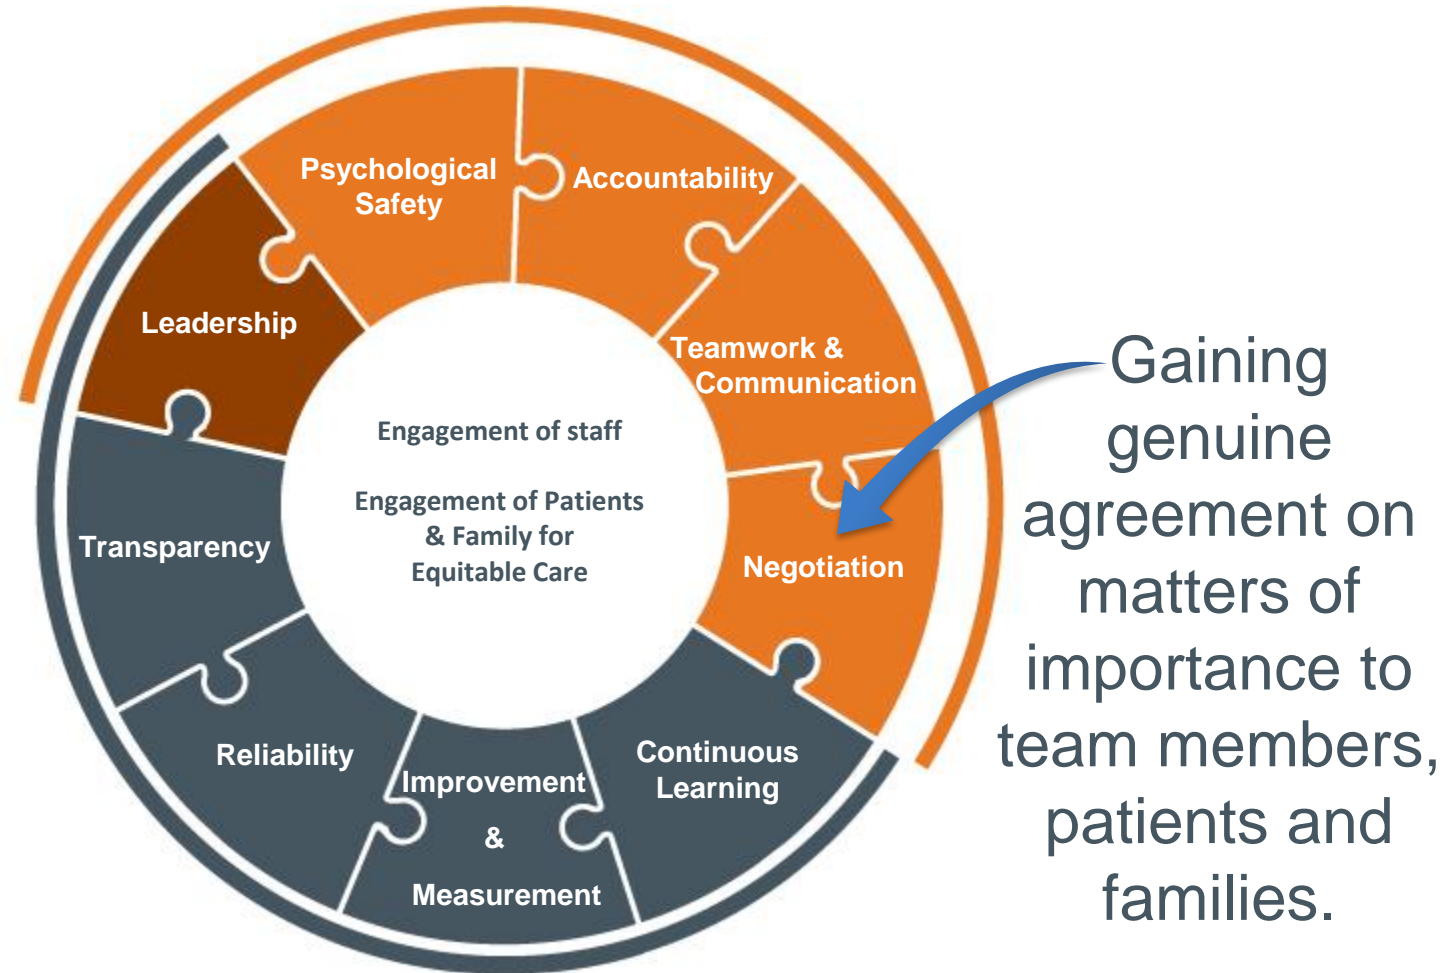 Psychological
Safety
Accountability
Leadership
Teamwork &
Communication
Engagement of staff
Engagement of Patients
& Family for
Equitable Care
Transparency
Negotiation
Reliability
Improvement
&
Measurement
Continuous
Learning
Gaining
genuine
agreement on
matters of
importance to
team members,
patients and
families.